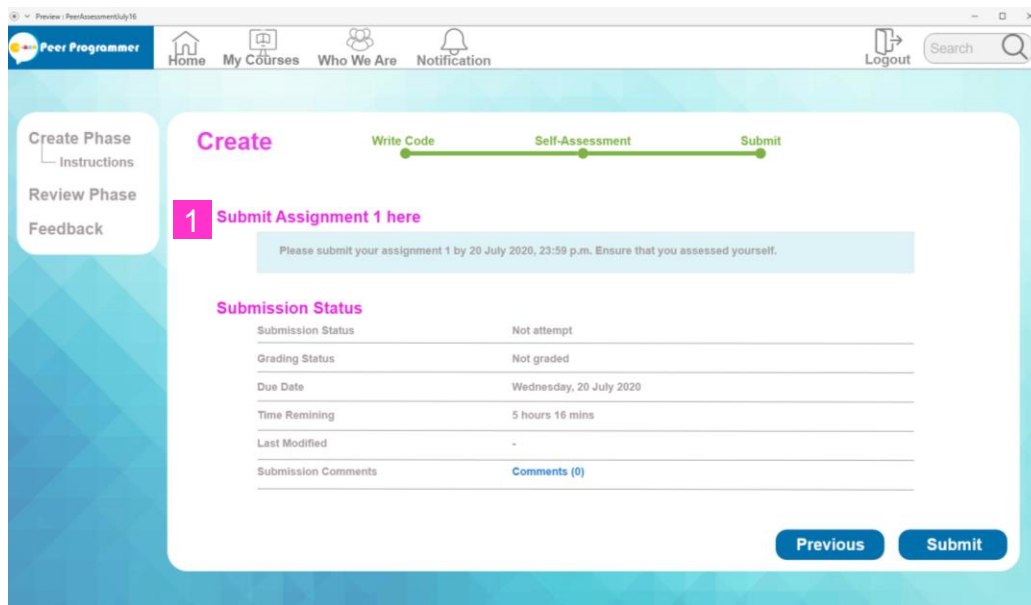 Preview : PeerAssessmentJuly16
Peer Programmer
Home My Courses Who We Are Notification Logout Search
Create Phase
Instructions
Review Phase
Feedback
Create
Write Code Self-Assessment Submit
1 Submit Assignment 1 here
Please submit your assignment 1 by 20 July 2020, 23:59 p.m. Ensure that you assessed yourself.
Submission Status
Submission Status Not attempt
Grading Status Not graded
Due Date Wednesday, 20 July 2020
Time Remining 5 hours 16 mins
Last Modified -
Submission Comments Comments (0)
Previous Submit